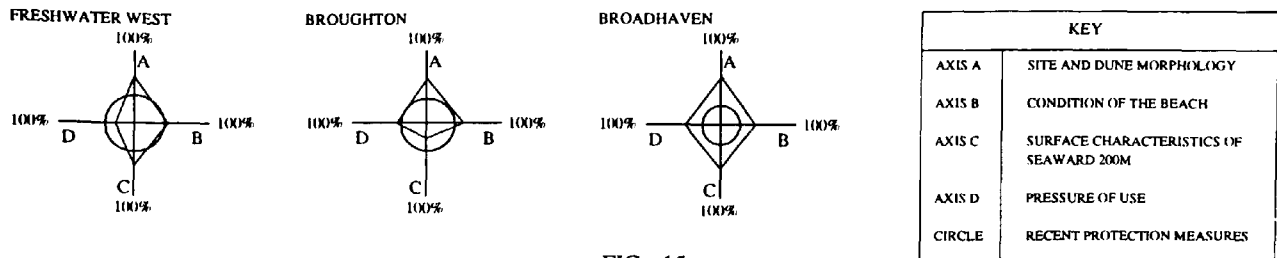 FRESHWATER WEST
100%
A
100%
D
B
100%
C
100%
BROUGHTON
100%
A
100%
D
B
100%
C
100%
BROADHAVEN
100%
A
100%
D
B
100%
C
100%
KEY
AXIS A SITE AND DUNE MORPHOLOGY
AXIS B CONDITION OF THE BEACH
AXIS C SURFACE CHARACTERISTICS OF
SEAWARD 200M
AXIS D PRESSURE OF USE
CIRCLE RECENT PROTECTION MEASURES